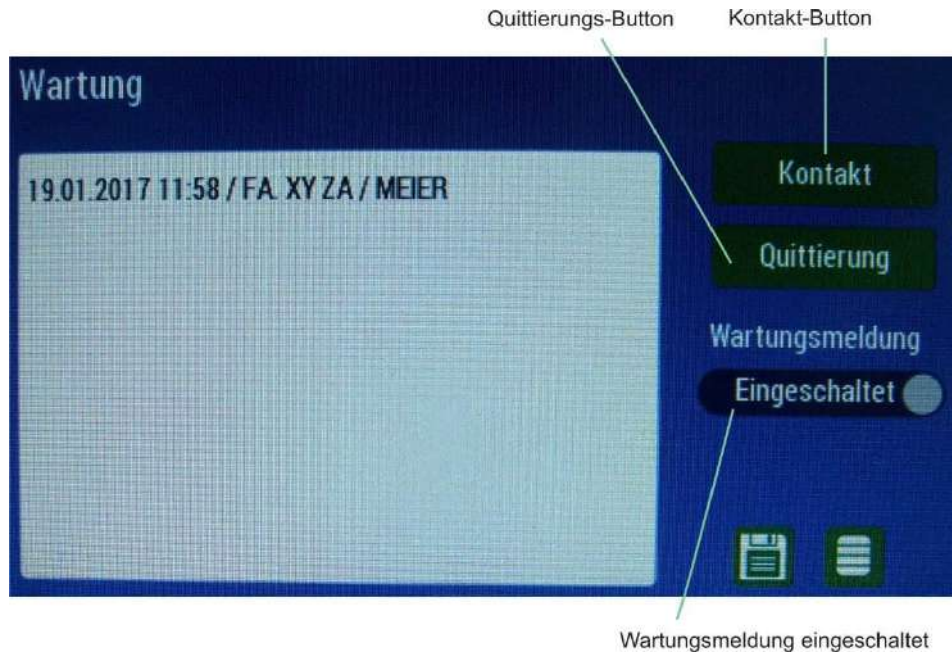 Quittierungs-Button Kontakt-Button
Wartung
19.01.2017 11:58 / FA. XY ZA / MEIER
Kontakt
Quittierung
Wartungsmeldung
Eingeschaltet
Wartungsmeldung eingeschaltet